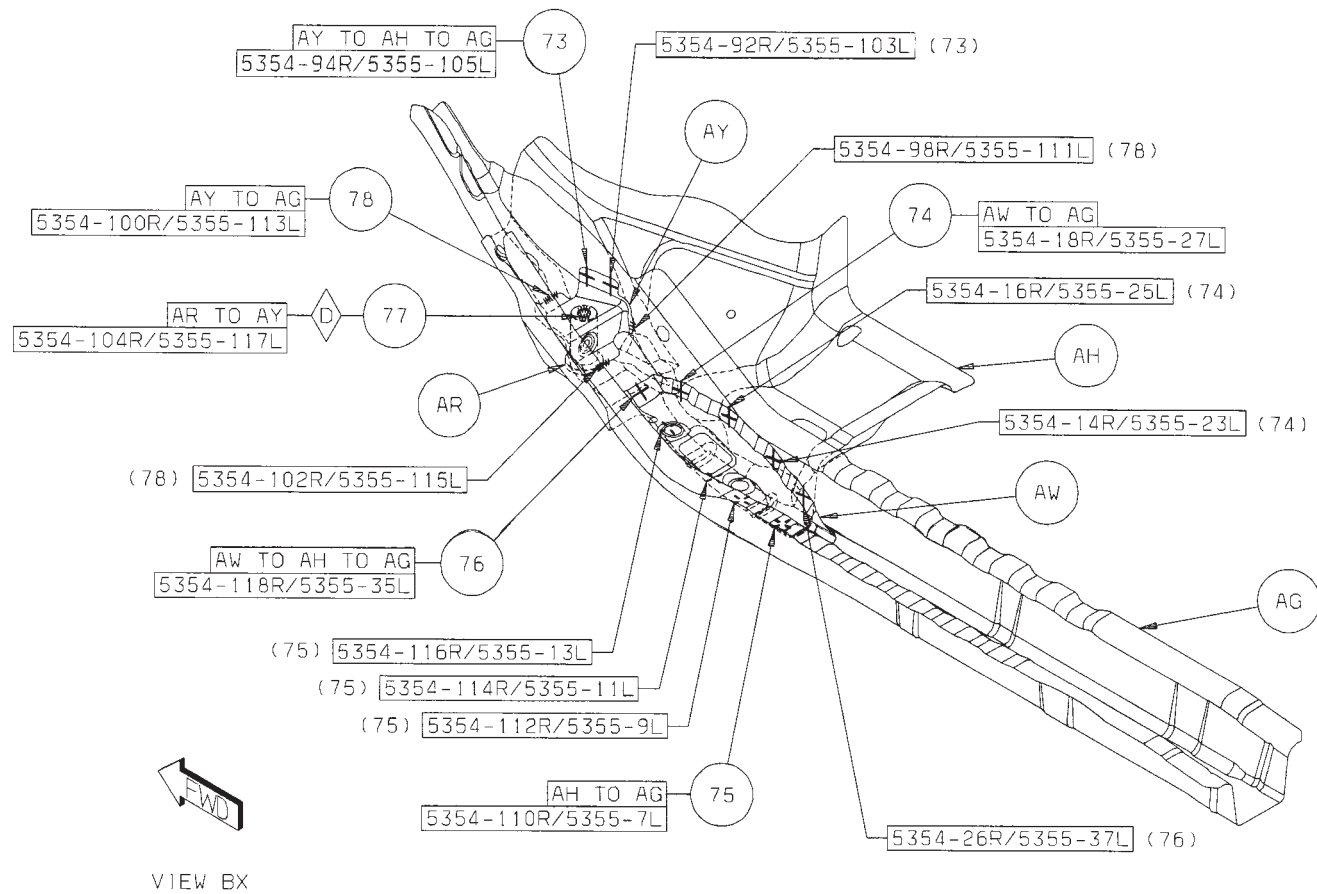 AY TO AH TO AG
5354-94R/5355-105L
73
5354-92R/5355-103L (73)
AY
5354-98R/5355-111L (78)
AY TO AG
5354-100R/5355-113L
78
74
AW TO AG
5354-18R/5355-27L
5354-16R/5355-25L (74)
AR TO AY
5354-104R/5355-117L
D
77
AH
AR
5354-14R/5355-23L (74)
(78) 5354-102R/5355-115L
AW
AW TO AH TO AG
5354-118R/5355-35L
76
AG
(75) 5354-116R/5355-13L
(75) 5354-114R/5355-11L
(75) 5354-112R/5355-9L
AH TO AG
5354-110R/5355-7L
75
5354-26R/5355-37L (76)
FWD
VIEW BX